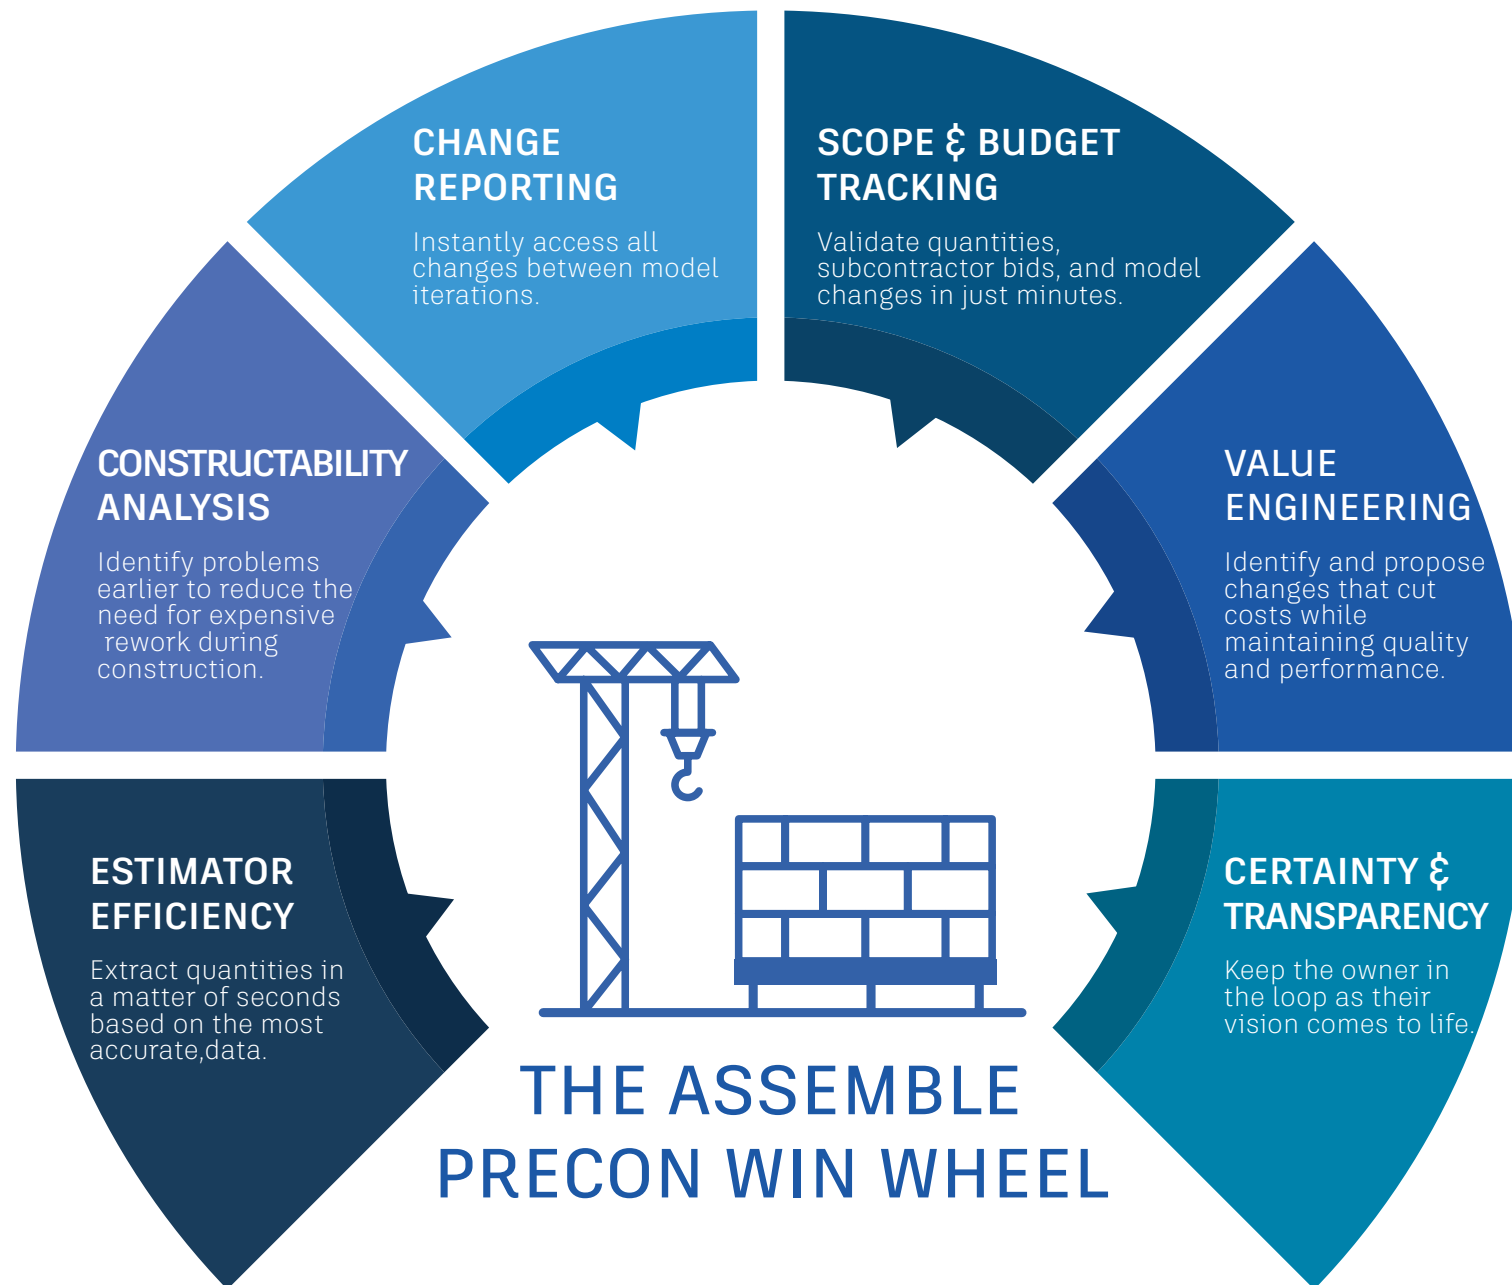 CHANGE
REPORTING
Instantly access all
changes between model
iterations.
SCOPE & BUDGET
TRACKING
Validate quantities,
subcontractor bids, and model
changes in just minutes.
CONSTRUCTABILITY
ANALYSIS
Identify problems
earlier to reduce the
need for expensive
rework during
construction.
VALUE
ENGINEERING
Identify and propose
changes that cut
costs while
maintaining quality
and performance.
ESTIMATOR
EFFICIENCY
Extract quantities in
a matter of seconds
based on the most
accurate,data.
CERTAINTY &
TRANSPARENCY
Keep the owner in
the loop as their
vision comes to life.
THE ASSEMBLE
PRECON WIN WHEEL